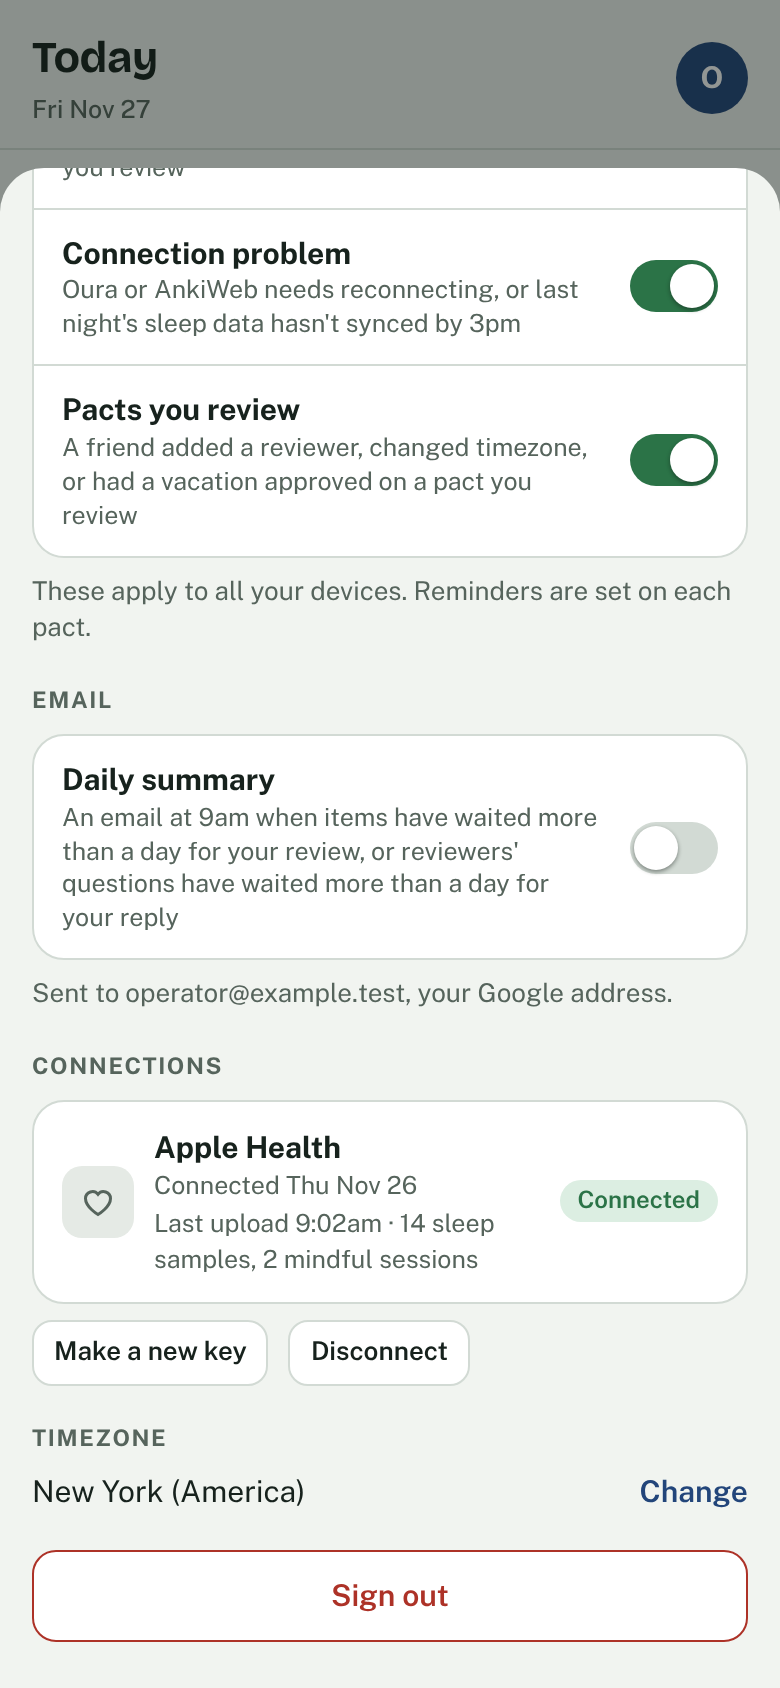 Today
Fri Nov 27
O
you review
Connection problem
Oura or AnkiWeb needs reconnecting, or last
night's sleep data hasn't synced by 3pm
Pacts you review
A friend added a reviewer, changed timezone,
or had a vacation approved on a pact you
review
These apply to all your devices. Reminders are set on each
pact.
EMAIL
Daily summary
An email at 9am when items have waited more
than a day for your review, or reviewers'
questions have waited more than a day for
your reply
Sent to operator@example.test, your Google address.
CONNECTIONS
Apple Health
Connected Thu Nov 26
Last upload 9:02am · 14 sleep
samples, 2 mindful sessions
Connected
Make a new key
Disconnect
TIMEZONE
New York (America)
Change
Sign out